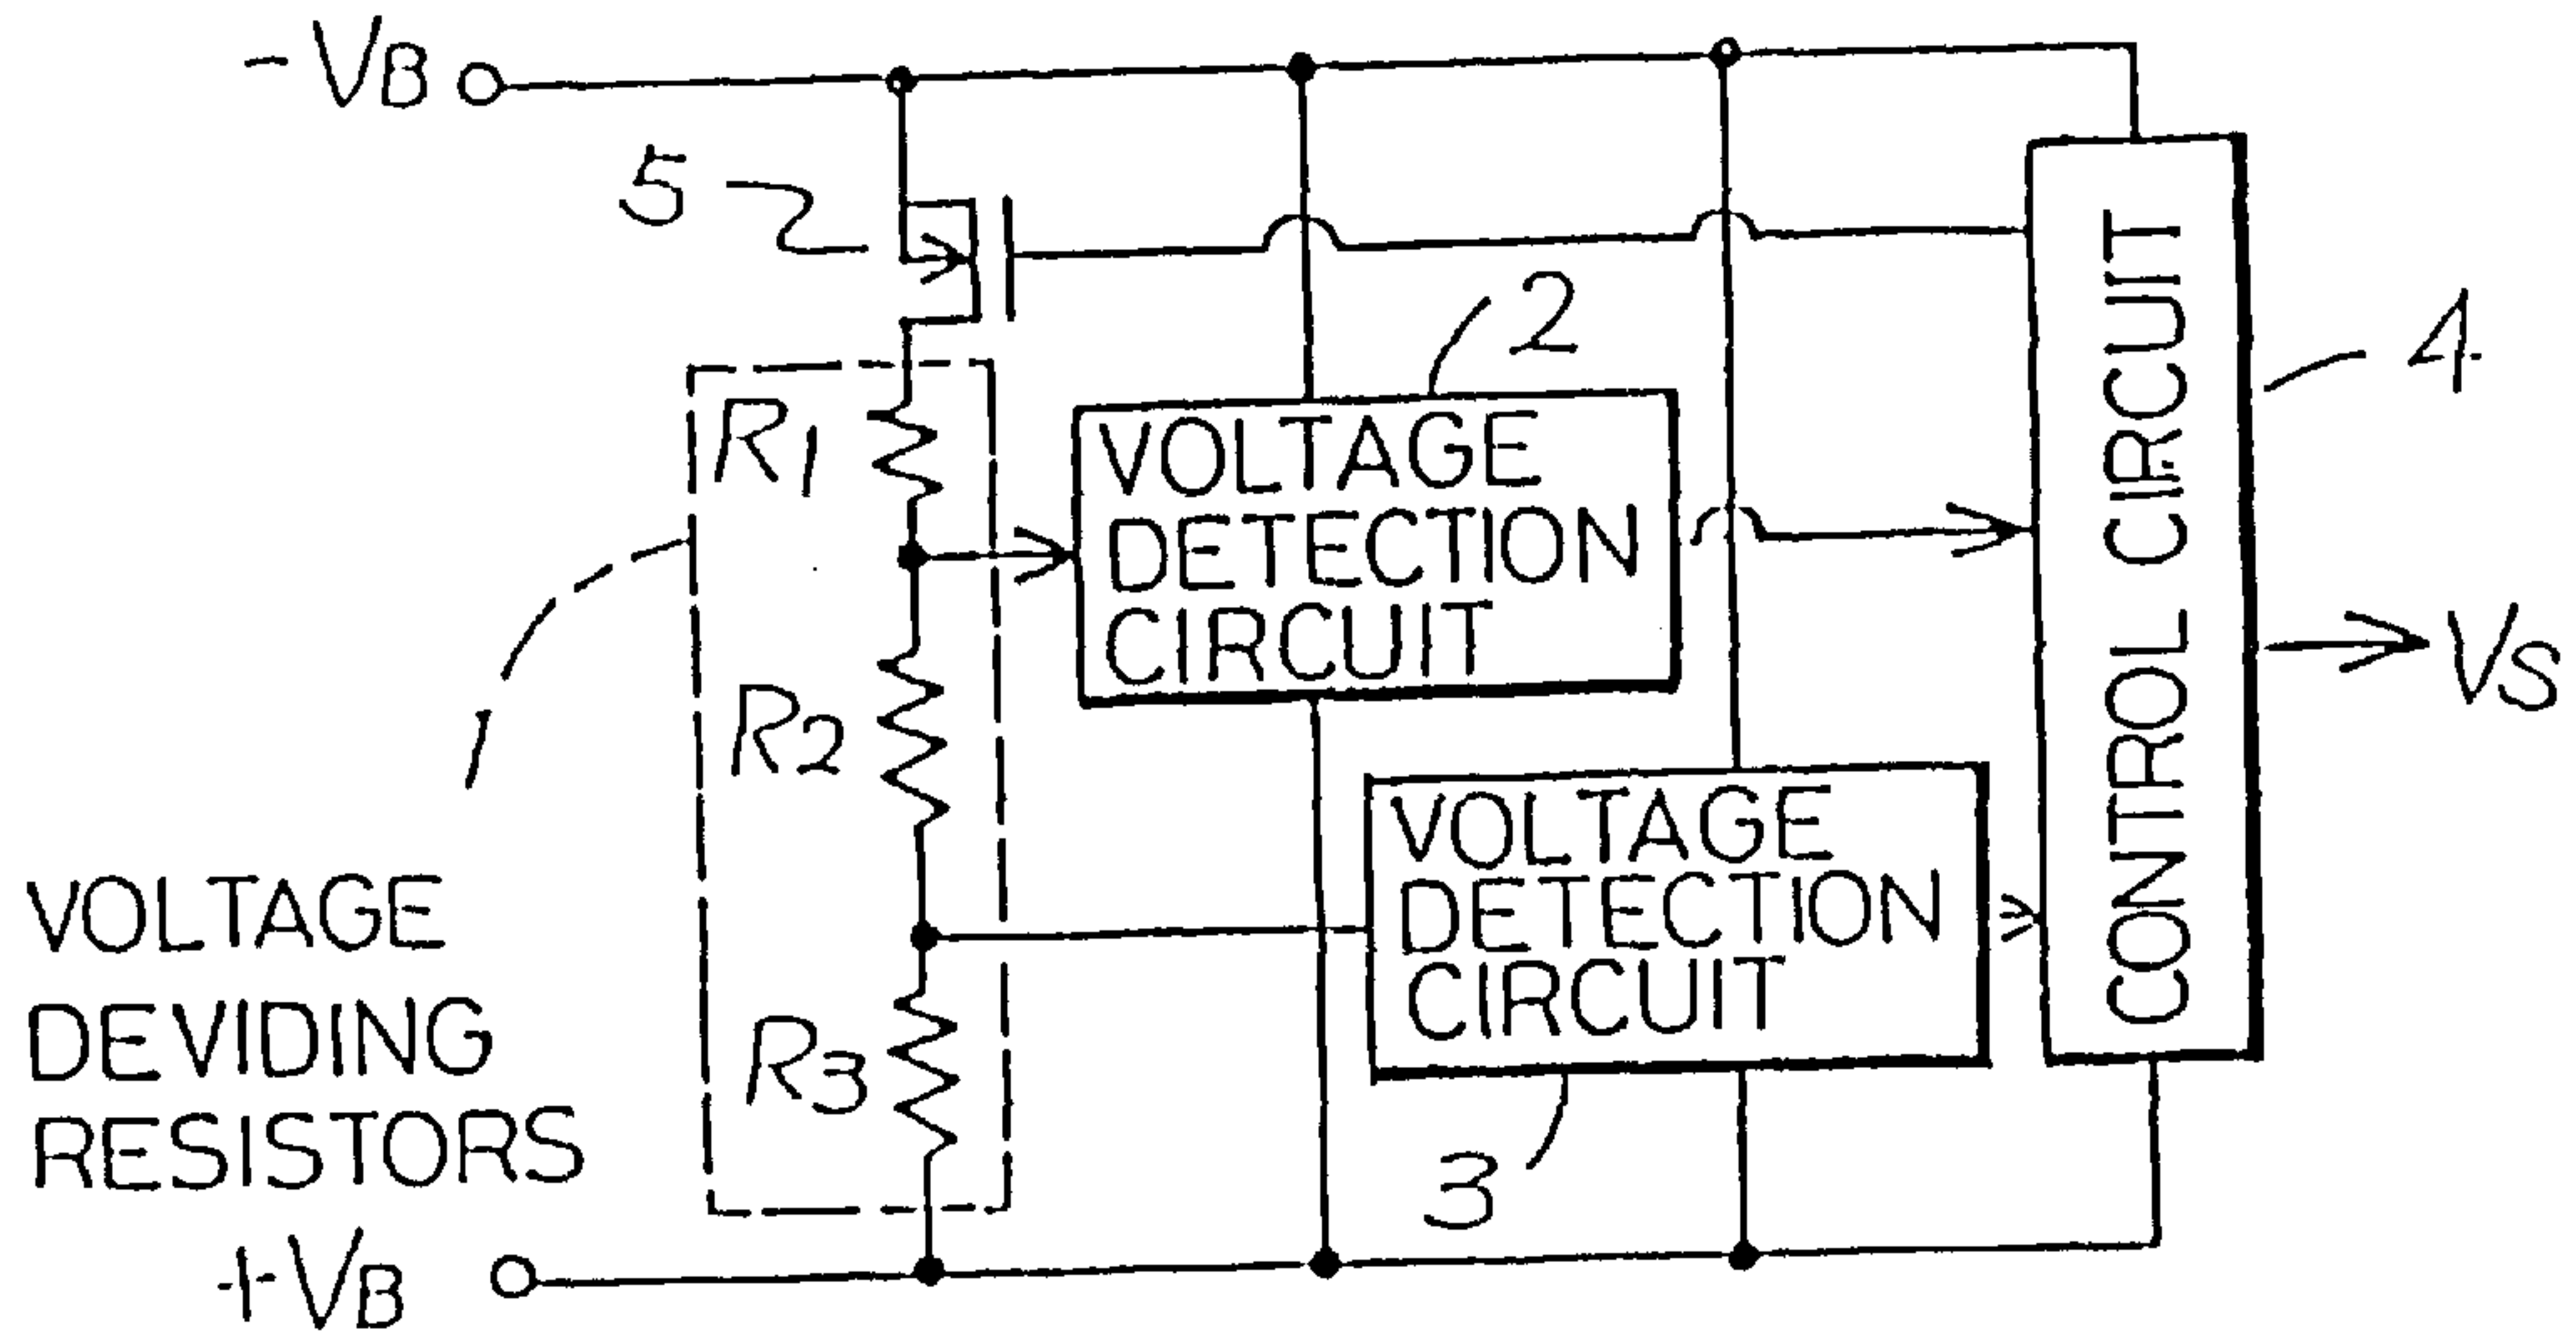 -VB
5
2
4
R1
VOLTAGE
DETECTION
CIRCUIT
CONTROL CIRCUIT
VS
1
R2
VOLTAGE
DETECTION
CIRCUIT
VOLTAGE
DEVIDING
RESISTORS
R3
3
+VB